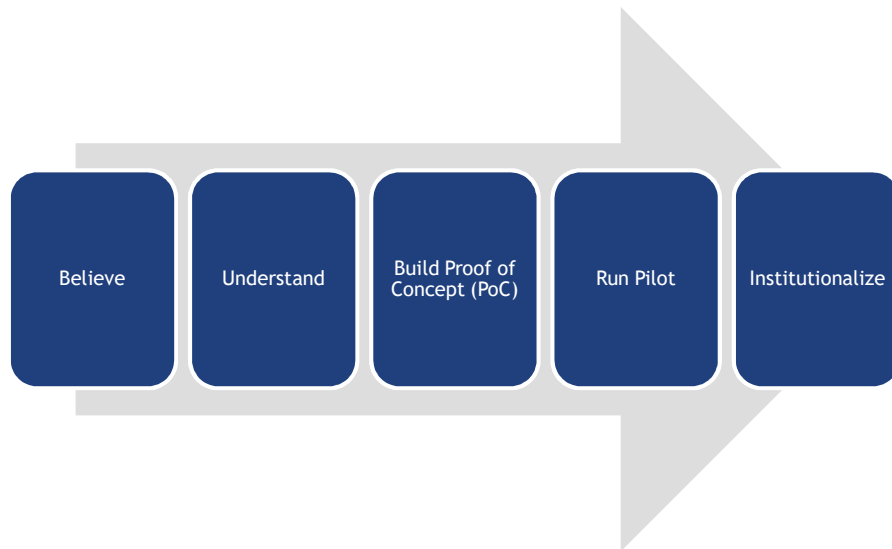 Believe
Understand
Build Proof of
Concept (PoC)
Run Pilot
Institutionalize